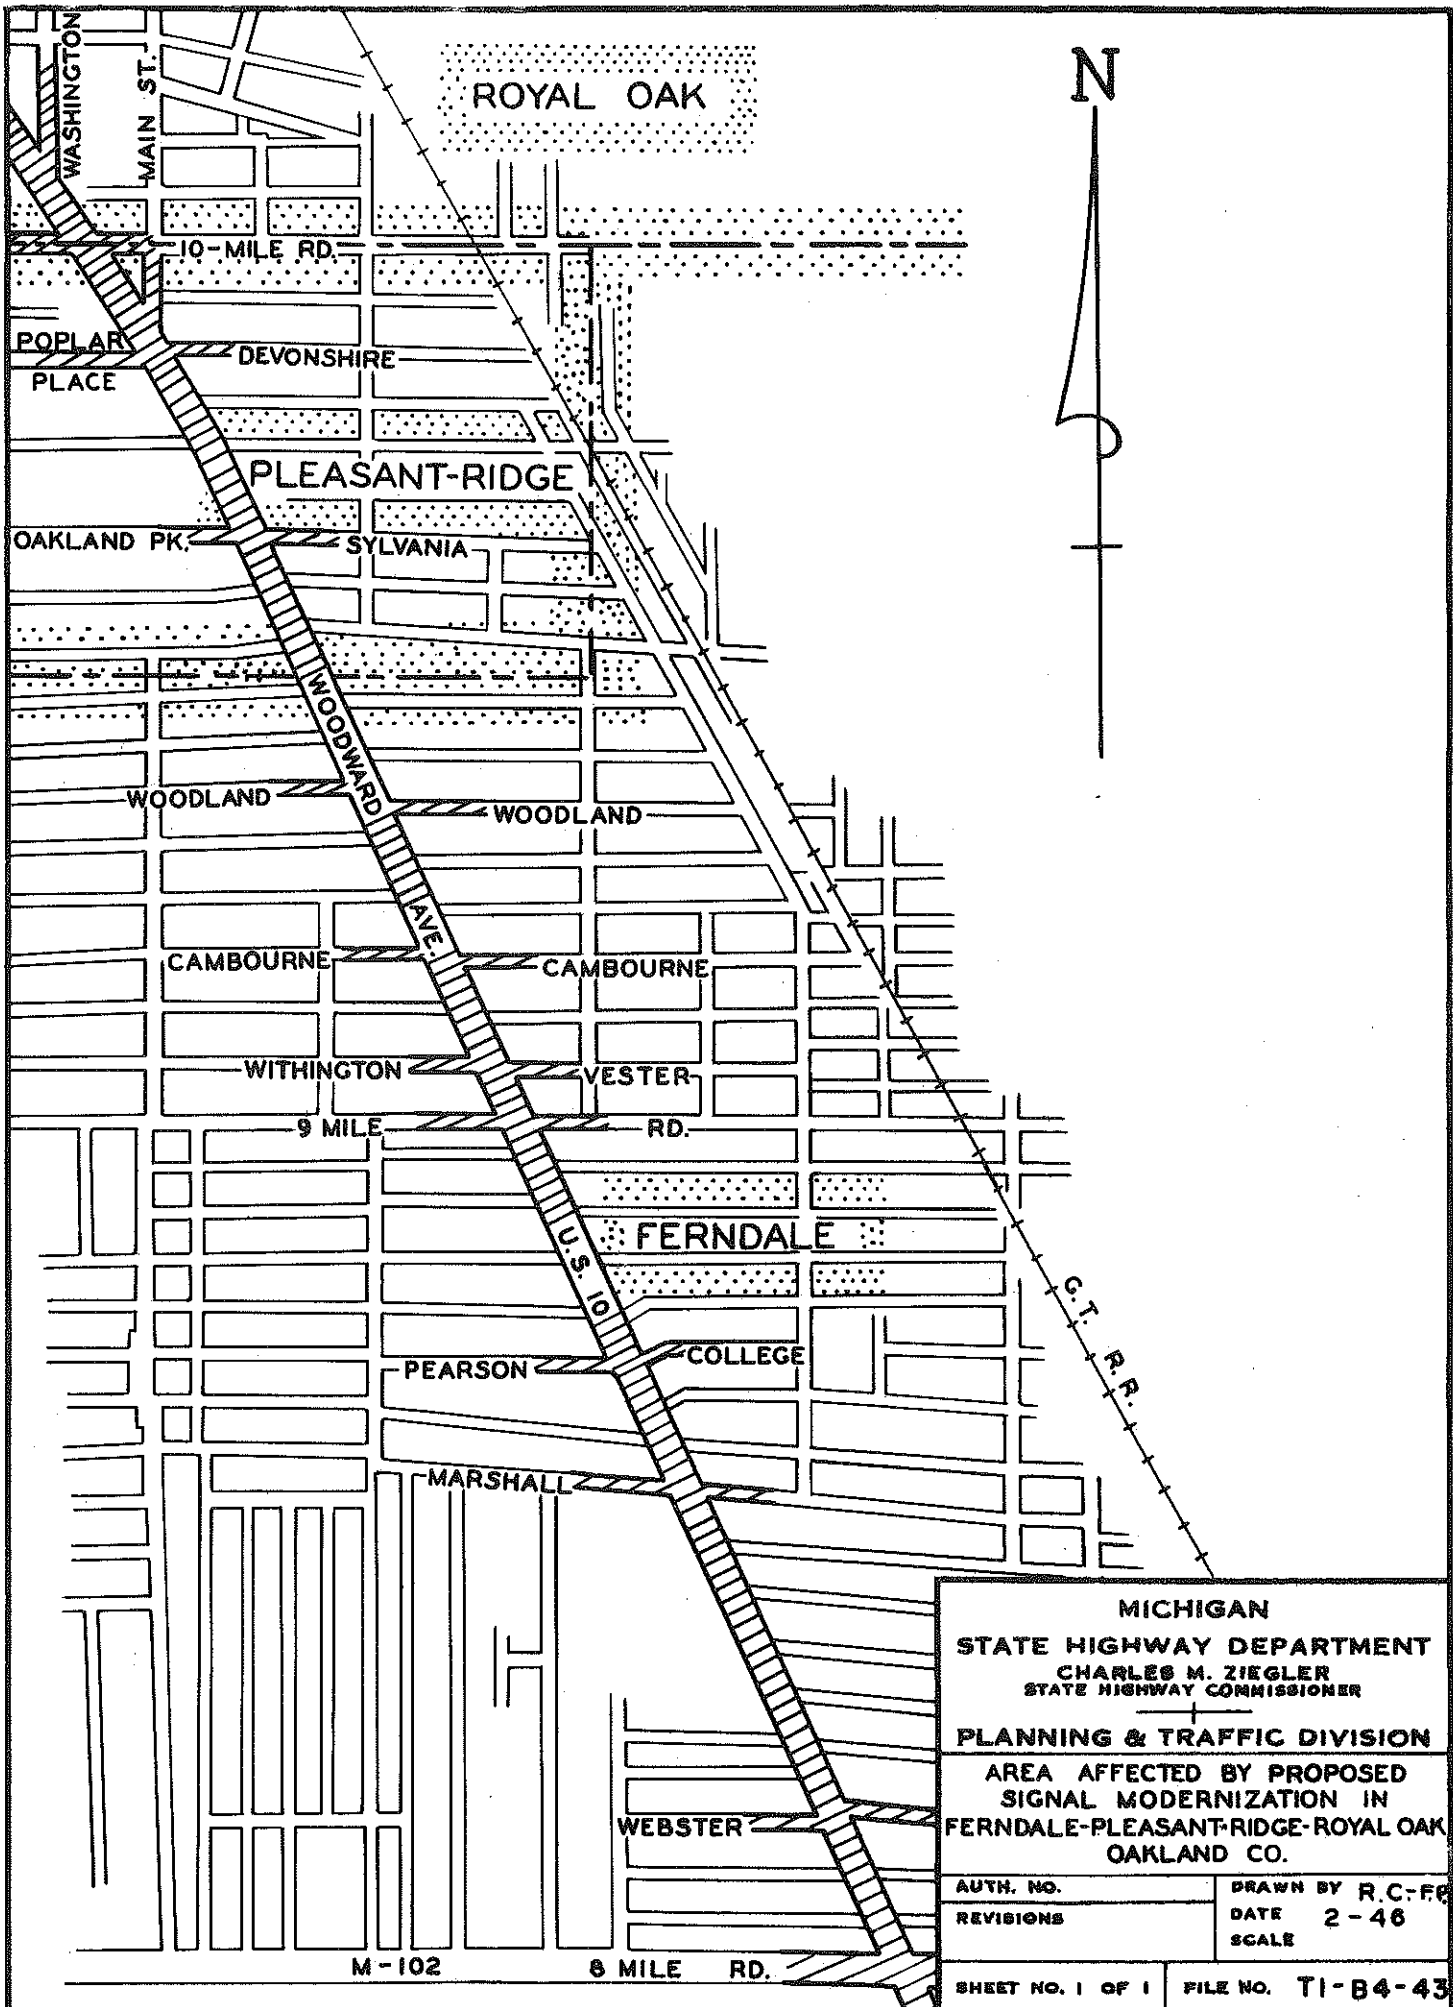 WASHINGTON
MAIN ST.
ROYAL OAK
N
10-MILE RD.
POPLAR
PLACE
DEVONSHIRE
PLEASANT-RIDGE
OAKLAND PK.
SYLVANIA
WOODWARD AVE.
WOODLAND
WOODLAND
CAMBOURNE
CAMBOURNE
WITHINGTON
VESTER
9 MILE RD.
FERNDALE
U.S. 10
G.T. R.R.
PEARSON
COLLEGE
MARSHALL
WEBSTER
M-102 8 MILE RD.
MICHIGAN
STATE HIGHWAY DEPARTMENT
CHARLES M. ZIEGLER
STATE HIGHWAY COMMISSIONER
PLANNING & TRAFFIC DIVISION
AREA AFFECTED BY PROPOSED
SIGNAL MODERNIZATION IN
FERNDALE-PLEASANT-RIDGE-ROYAL OAK
OAKLAND CO.
AUTH. NO.
REVISIONS
DRAWN BY R.C.-
DATE 2-46
SCALE
SHEET NO. 1 OF 1
FILE NO. T1-B4-43